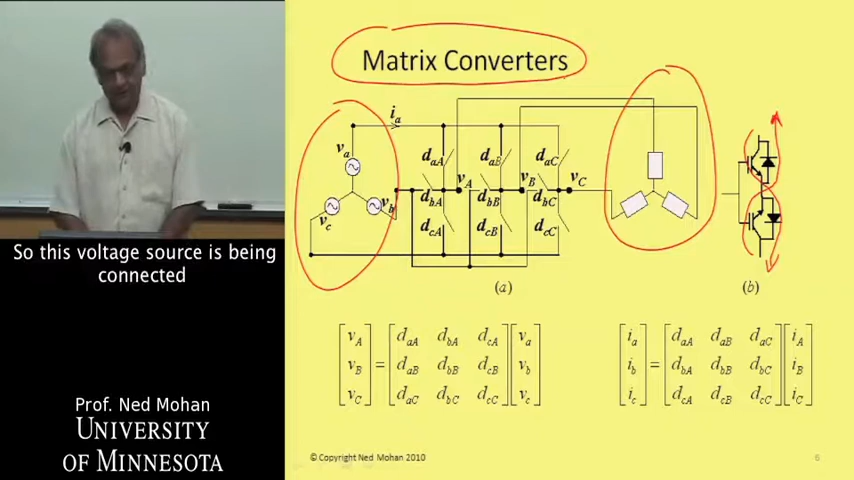 Matrix Converters
i_a
v_a
v_b
v_c
d_aA d_aB d_aC
v_A v_B v_C
d_bA d_bB d_bC
d_cA d_cB d_cC
(a)
(b)
[v_A v_B v_C] = [d_aA d_bA d_cA
d_aB d_bB d_cB
d_aC d_bC d_cC] [v_a v_b v_c]
[i_a i_b i_c] = [d_aA d_aB d_aC
d_bA d_bB d_bC
d_cA d_cB d_cC] [i_A i_B i_C]
© Copyright Ned Mohan 2010
6
So this voltage source is being
connected
Prof. Ned Mohan
UNIVERSITY
OF MINNESOTA